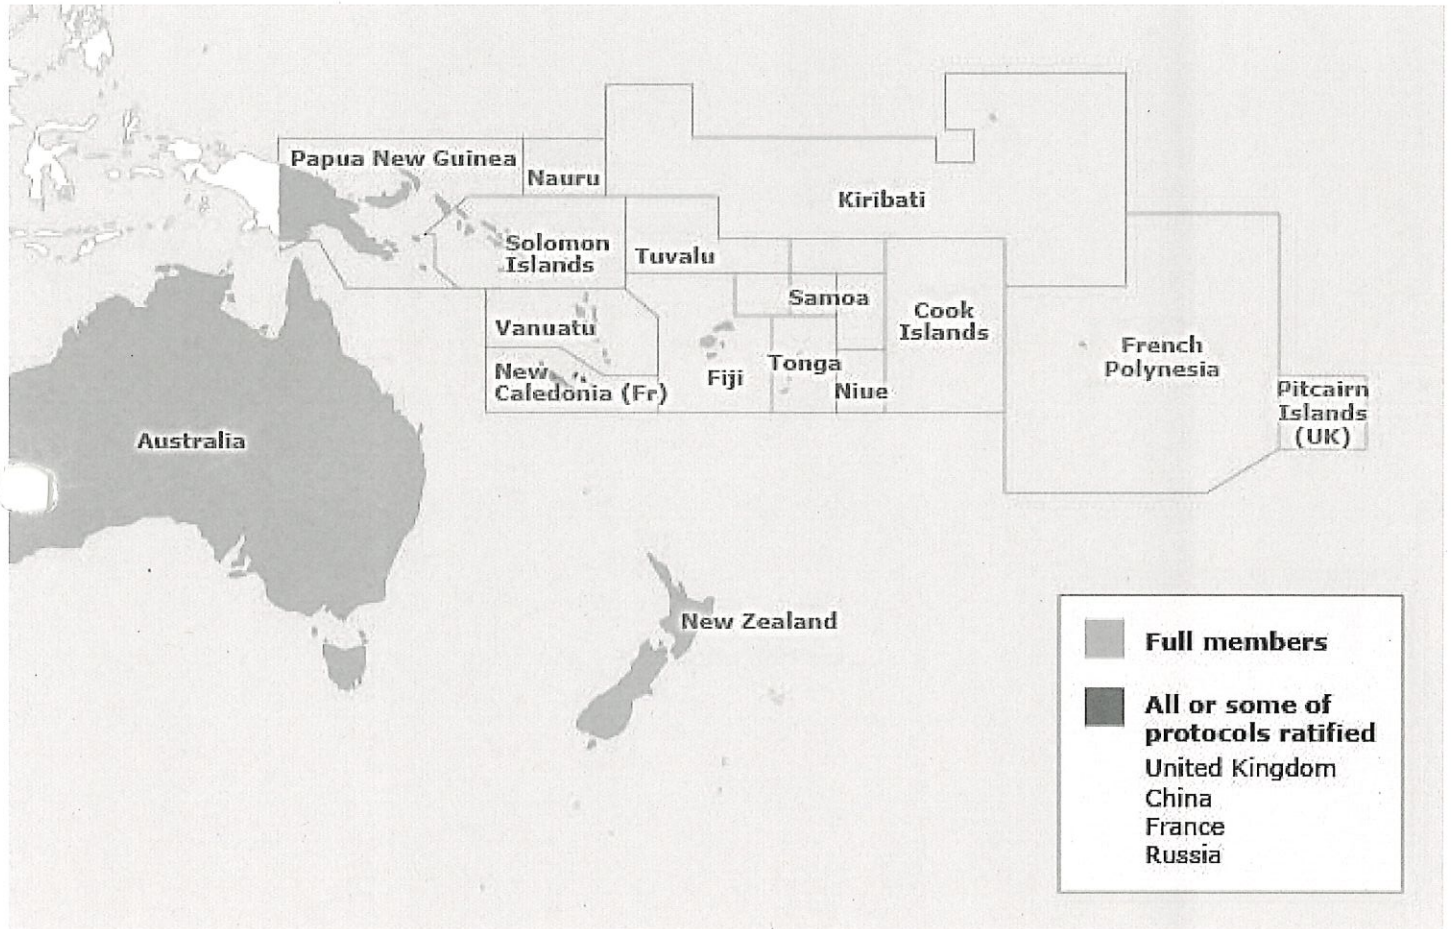 Papua New Guinea
Nauru
Kiribati
Solomon
Islands
Tuvalu
Samoa
Cook
Islands
Vanuatu
French
Polynesia
Tonga
New
Caledonia (Fr)
Fiji
Niue
Pitcairn
Islands
(UK)
Australia
New Zealand
Full members
All or some of
protocols ratified
United Kingdom
China
France
Russia